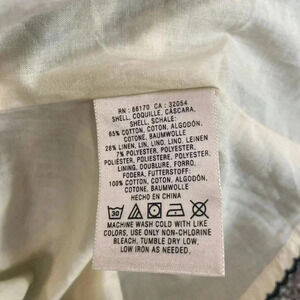 RN : 66170 CA : 32054
SHELL, COQUILLE, CÁSCARA,
SHELL, SCHALE:
65% COTTON, COTON, ALGODÓN,
COTONE, BAUMWOLLE
28% LINEN, LIN, LINO, LINO, LEINEN
7% POLYESTER, POLYESTER,
POLIÉSTER, POLIESTERE, POLYESTER
LINING, DOUBLURE, FORRO,
FODERA, FUTTERSTOFF:
100% COTTON, COTON, ALGODÓN,
COTONE, BAUMWOLLE
HECHO EN CHINA
30
MACHINE WASH COLD WITH LIKE
COLORS, USE ONLY NON-CHLORINE
BLEACH, TUMBLE DRY LOW,
LOW IRON AS NEEDED.